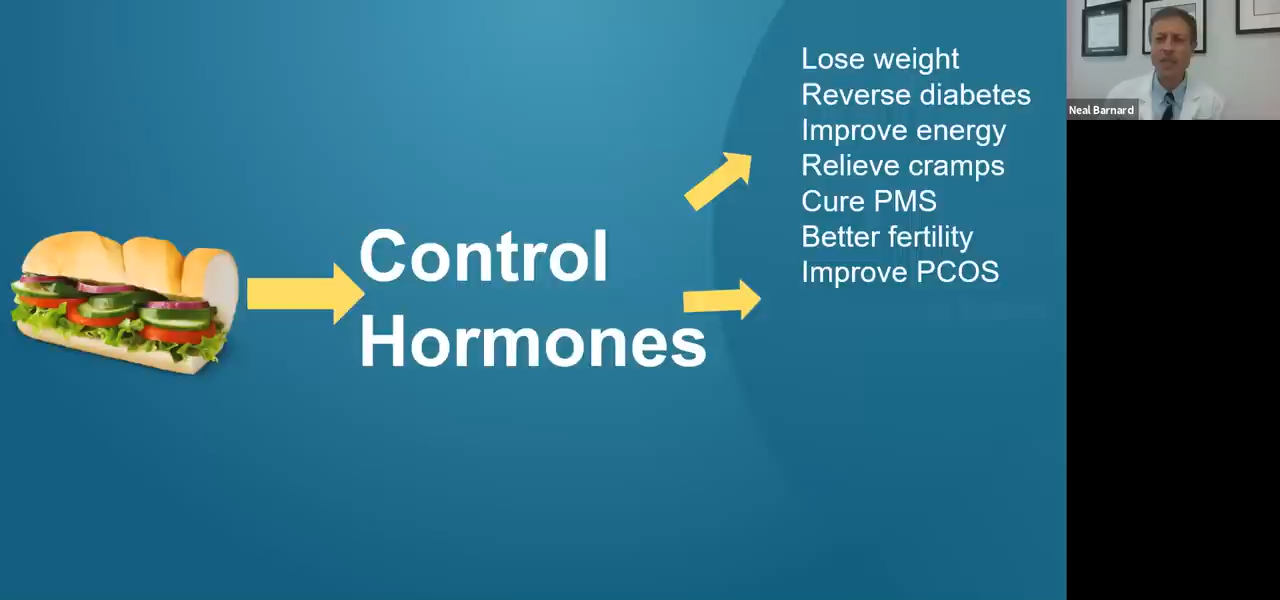 Lose weight
Reverse diabetes
Improve energy
Relieve cramps
Cure PMS
Better fertility
Improve PCOS
Control
Hormones
Neal Barnard